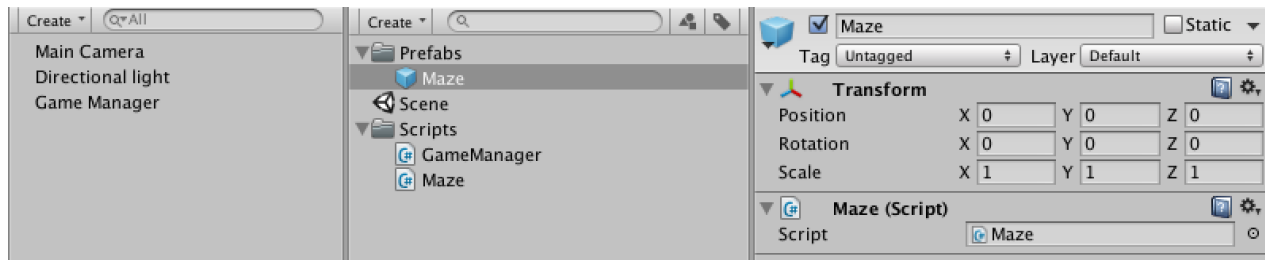 Create
All
Main Camera
Directional light
Game Manager
Create
Prefabs
Maze
Scene
Scripts
GameManager
Maze
Maze
Static
Tag Untagged Layer Default
Transform
Position X 0 Y 0 Z 0
Rotation X 0 Y 0 Z 0
Scale X 1 Y 1 Z 1
Maze (Script)
Script Maze